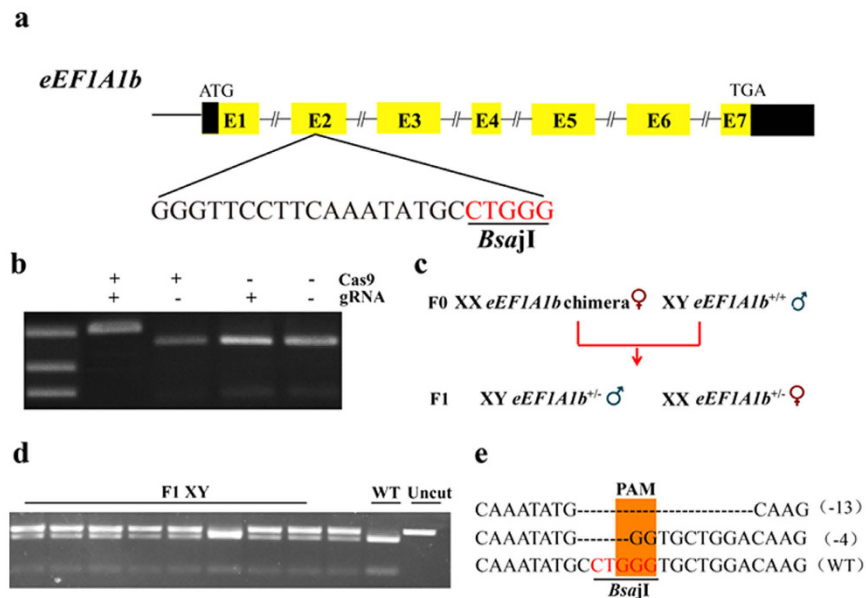 a
eEF1A1b
ATG
TGA
E1
E2
E3
E4
E5
E6
E7
GGGTTCCTTCAAATATGCCTGGG
BsajI
b
+ + - - Cas9
+ - + - gRNA
c
F0 XX eEF1A1b chimera♀ XY eEF1A1b+/+ ♂
F1 XY eEF1A1b+/- ♂ XX eEF1A1b+/- ♀
d
F1 XY
WT
Uncut
e
PAM
CAAATATG------------------CAAG (-13)
CAAATATG------GGTGCTGGACAAG (-4)
CAAATATGCCTGGGTGCTGGACAAG (WT)
BsajI